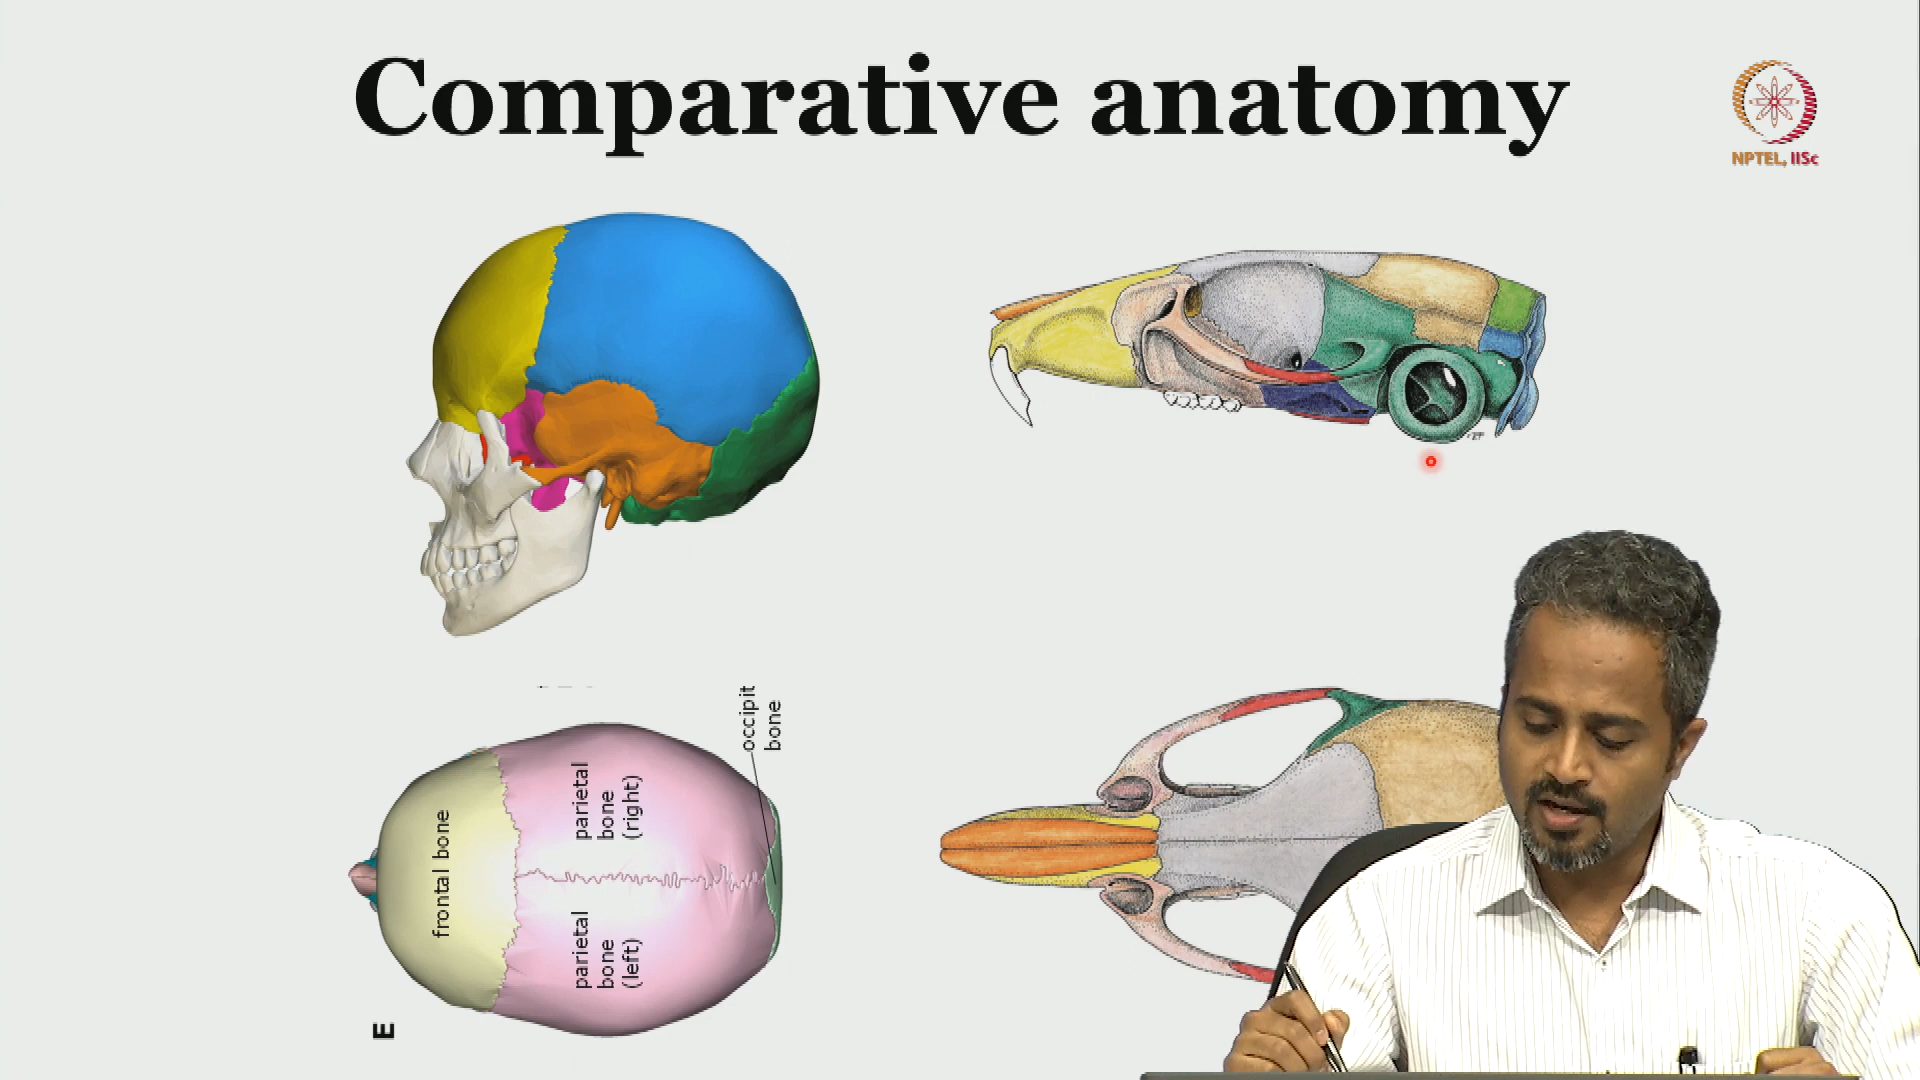 Comparative anatomy
NPTEL, IISc
frontal bone
parietal
bone
(right)
parietal
bone
(left)
occipit
bone
E